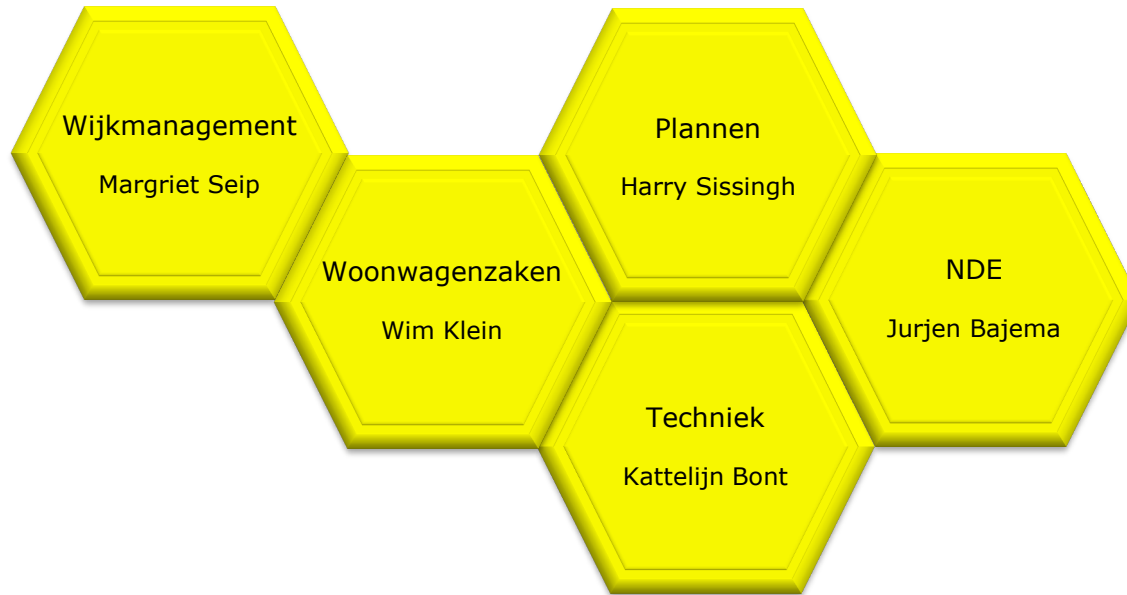 Wijkmanagement
Margriet Seip
Plannen
Harry Sissingh
Woonwagenzaken
Wim Klein
NDE
Jurjen Bajema
Techniek
Kattelijn Bont